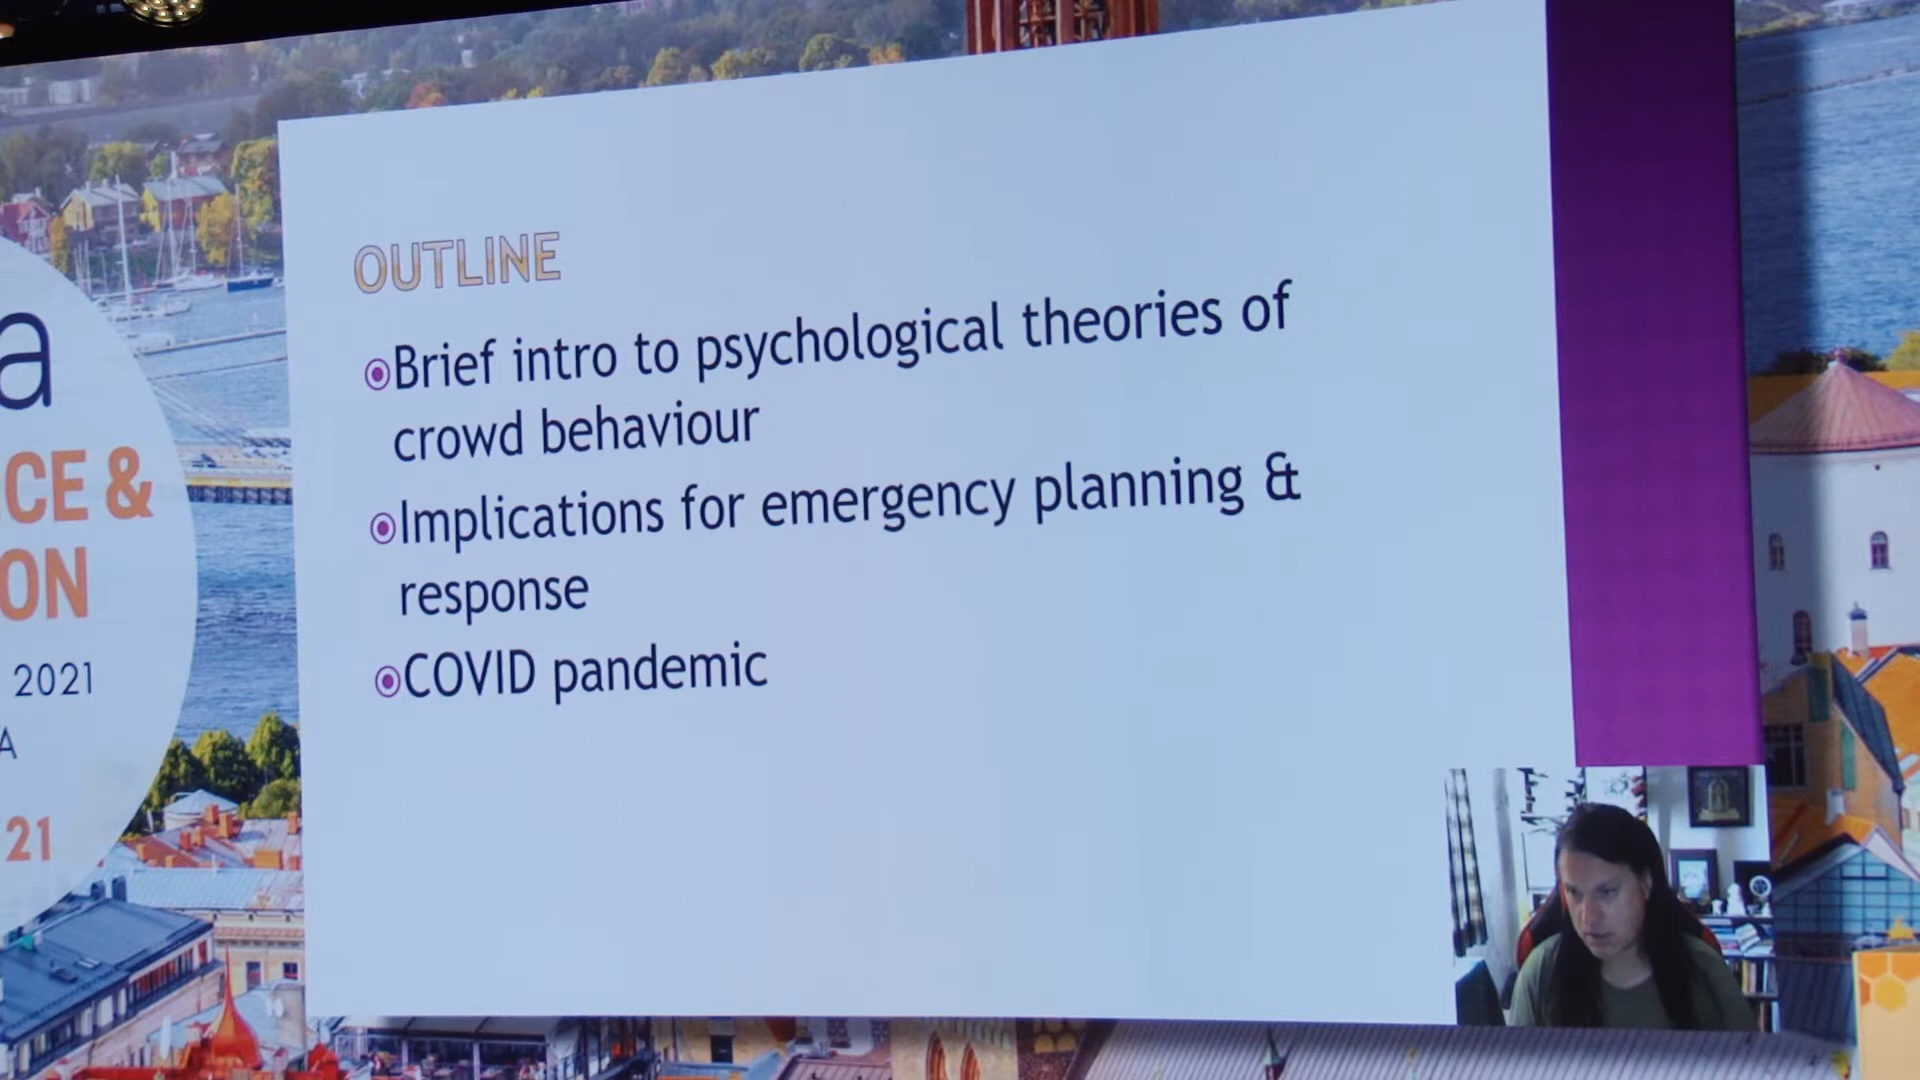 OUTLINE
Brief intro to psychological theories of
crowd behaviour
Implications for emergency planning &
response
COVID pandemic
a
CE &
ON
2021
A
21